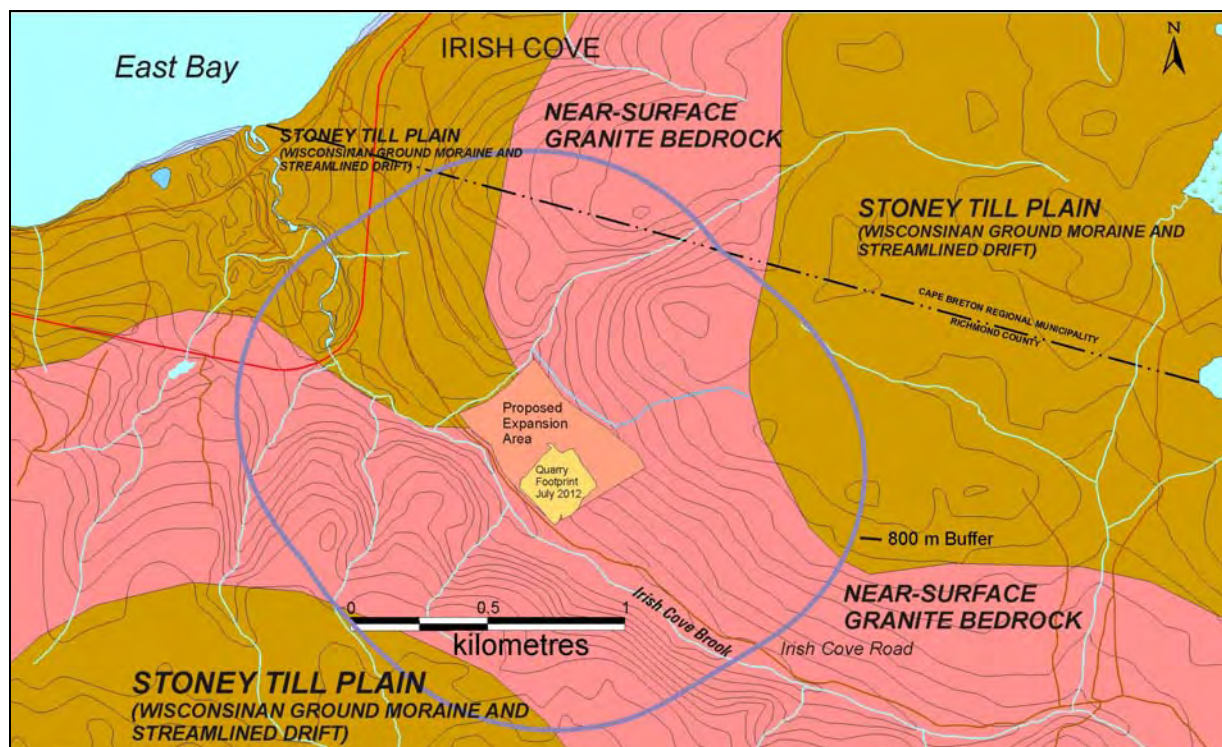 N
East Bay
IRISH COVE
NEAR-SURFACE
GRANITE BEDROCK
STONEY TILL PLAIN
(WISCONSINAN GROUND MORAINE AND
STREAMLINED DRIFT)
STONEY TILL PLAIN
(WISCONSINAN GROUND MORAINE AND
STREAMLINED DRIFT)
CAPE BRETON REGIONAL MUNICIPALITY
RICHMOND COUNTY
Proposed
Expansion
Area
Quarry
Footprint
July 2012
800 m Buffer
NEAR-SURFACE
GRANITE BEDROCK
0 0.5 1
kilometres
Irish Cove Brook
Irish Cove Road
STONEY TILL PLAIN
(WISCONSINAN GROUND MORAINE AND
STREAMLINED DRIFT)